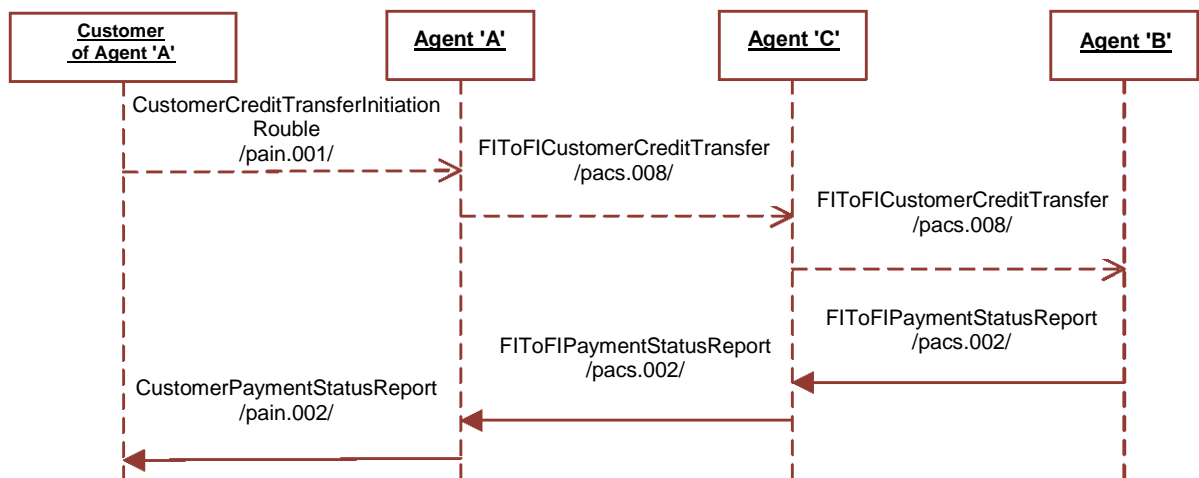 Customer
of Agent 'A'
Agent 'A'
Agent 'C'
Agent 'B'
CustomerCreditTransferInitiation
Rouble
/pain.001/
FIToFICustomerCreditTransfer
/pacs.008/
FIToFICustomerCreditTransfer
/pacs.008/
FIToFIPaymentStatusReport
/pacs.002/
FIToFIPaymentStatusReport
/pacs.002/
CustomerPaymentStatusReport
/pain.002/